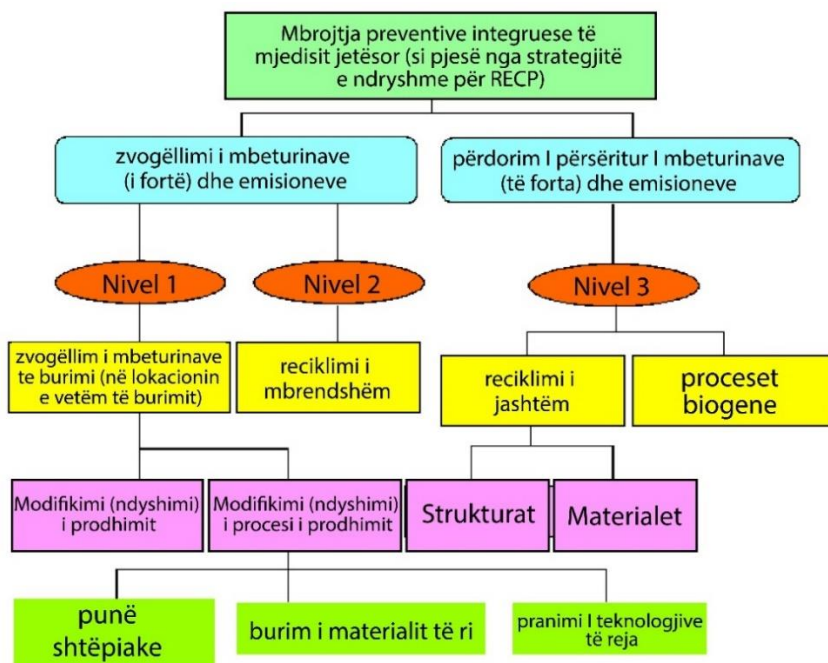 Mbrojtja preventive integruese të
mjedisit jetësor (si pjesë nga strategjitë
e ndryshme për RECP)
zvogëllimi i mbeturinave
(i fortë) dhe emisioneve
përdorim I përsëritur I mbeturinave
(të forta) dhe emisioneve
Nivel 1
Nivel 2
Nivel 3
zvogëllim i mbeturinave
te burimi (në lokacionin
e vetëm të burimit)
reciklimi i
mbrendshëm
reciklimi i
jashtëm
proceset
biogene
Modifikimi (ndyshimi)
i prodhimit
Modifikimi (ndyshimi)
i procesi i prodhimit
Strukturat
Materialet
punë
shtëpiake
burim i materialit të ri
pranimi I teknologjive
të reja